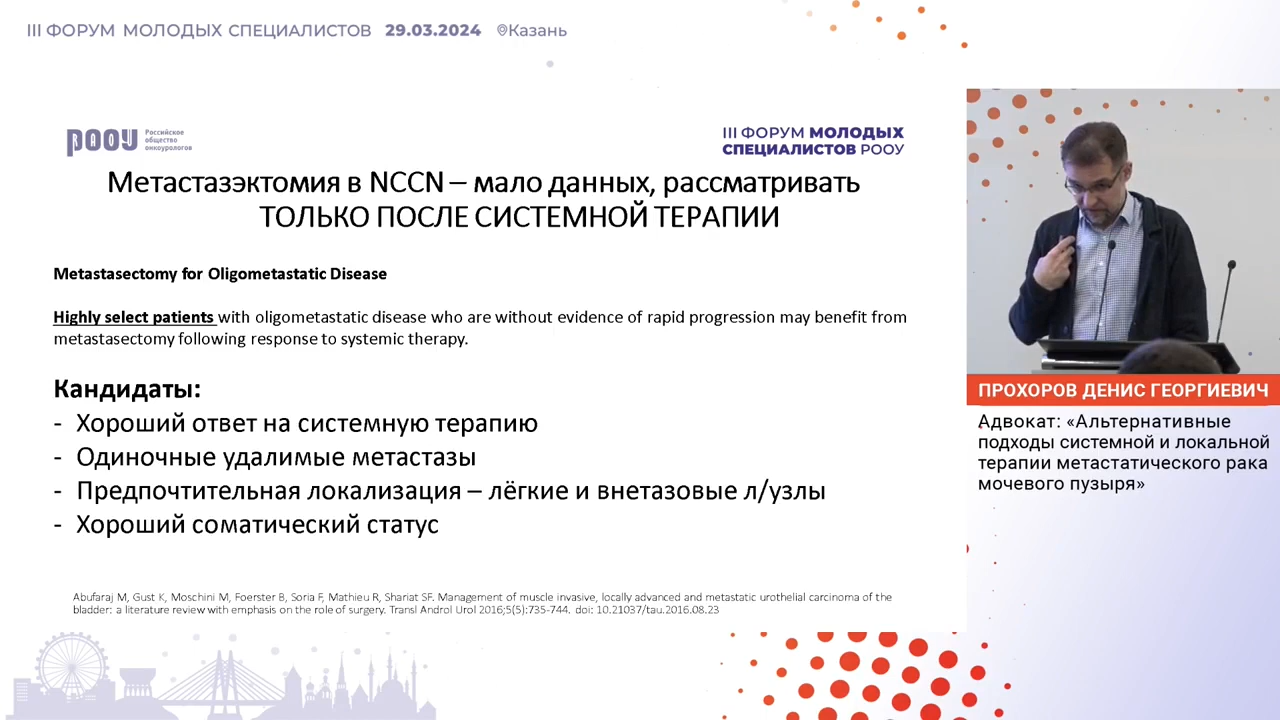 III ФОРУМ МОЛОДЫХ СПЕЦИАЛИСТОВ 29.03.2024 Казань
РООУ Российское
общество
онкоурологов
III ФОРУМ МОЛОДЫХ
СПЕЦИАЛИСТОВ РООУ
Метастазэктомия в NCCN – мало данных, рассматривать
ТОЛЬКО ПОСЛЕ СИСТЕМНОЙ ТЕРАПИИ
Metastasectomy for Oligometastatic Disease
Highly select patients with oligometastatic disease who are without evidence of rapid progression may benefit from
metastasectomy following response to systemic therapy.
Кандидаты:
- Хороший ответ на системную терапию
- Одиночные удалимые метастазы
- Предпочтительная локализация – лёгкие и внетазовые л/узлы
- Хороший соматический статус
Abufaraj M, Gust K, Moschini M, Foerster B, Soria F, Mathieu R, Shariat SF. Management of muscle invasive, locally advanced and metastatic urothelial carcinoma of the
bladder: a literature review with emphasis on the role of surgery. Transl Androl Urol 2016;5(5):735-744. doi: 10.21037/tau.2016.08.23
ПРОХОРОВ ДЕНИС ГЕОРГИЕВИЧ
Адвокат: «Альтернативные
подходы системной и локальной
терапии метастатического рака
мочевого пузыря»